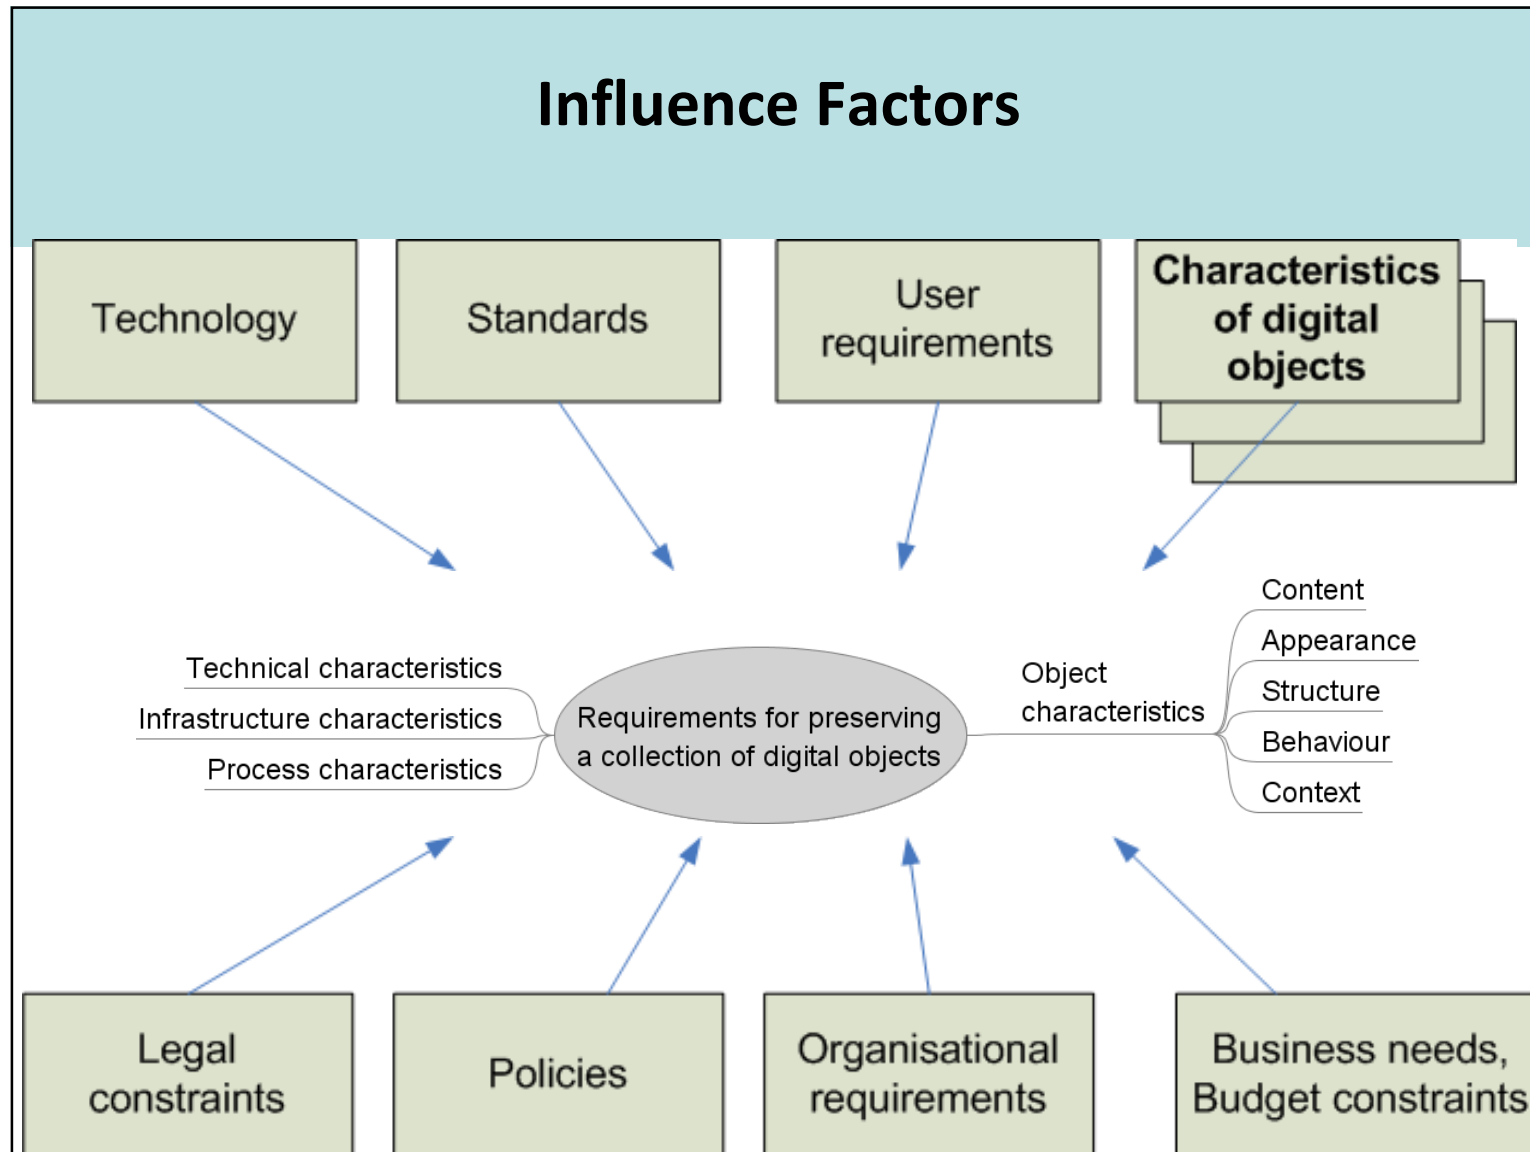 Influence Factors
Technology
Standards
User
requirements
Characteristics
of digital
objects
Technical characteristics
Infrastructure characteristics
Process characteristics
Requirements for preserving
a collection of digital objects
Object
characteristics
Content
Appearance
Structure
Behaviour
Context
Legal
constraints
Policies
Organisational
requirements
Business needs,
Budget constraints